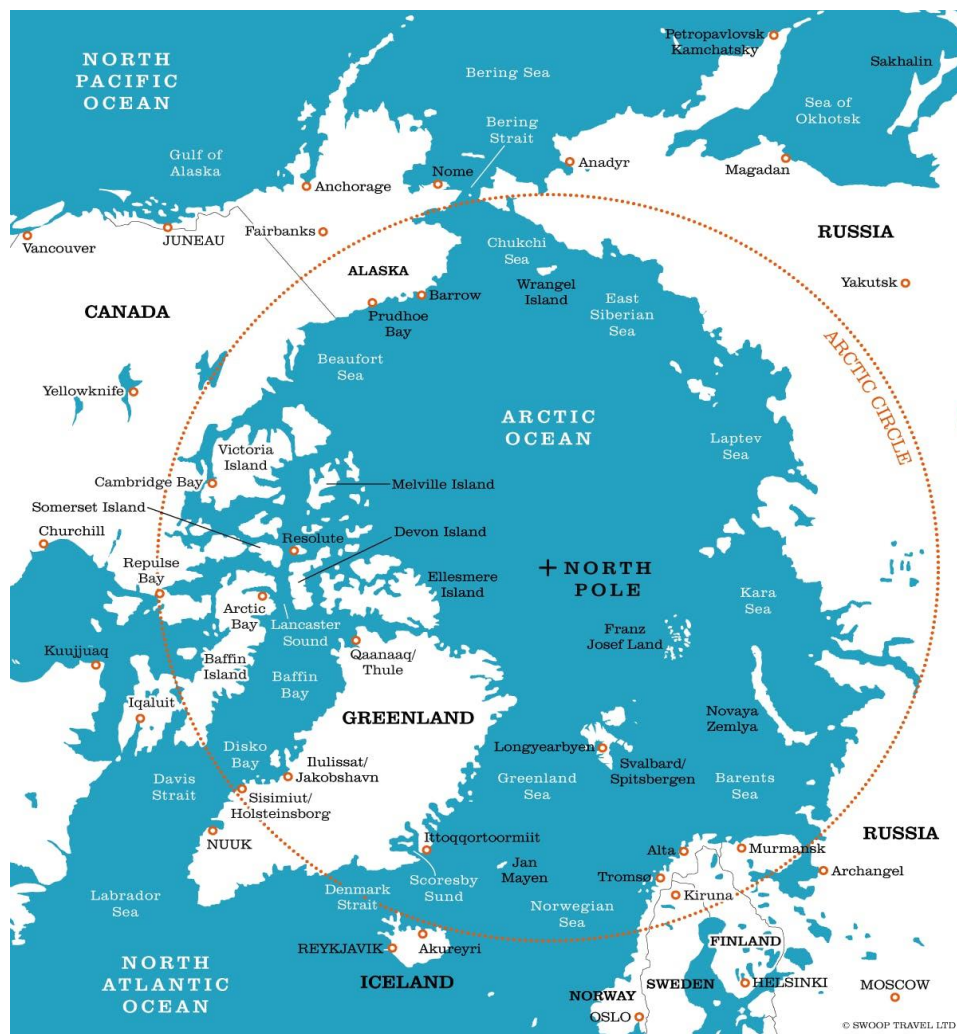 NORTH
PACIFIC
OCEAN
Bering Sea
Petropavlovsk
Kamchatsky
Sakhalin
Sea of
Okhotsk
Bering
Strait
Gulf of
Alaska
Anchorage
Nome
Anadyr
Magadan
Vancouver
JUNEAU
Fairbanks
Chukchi
Sea
RUSSIA
ALASKA
Wrangel
Island
Yakutsk
CANADA
Barrow
Prudhoe
Bay
East
Siberian
Sea
ARCTIC CIRCLE
Beaufort
Sea
Yellowknife
ARCTIC
OCEAN
Laptev
Sea
Victoria
Island
Cambridge Bay
Melville Island
Somerset Island
Churchill
Resolute
Devon Island
Repulse
Bay
Ellesmere
Island
NORTH
POLE
Kara
Sea
Arctic
Bay
Lancaster
Sound
Franz
Josef Land
Kuujjuaq
Baffin
Island
Baffin
Bay
Qaanaaq/
Thule
Iqaluit
GREENLAND
Novaya
Zemlya
Disko
Bay
Longyearbyen
Svalbard/
Spitsbergen
Davis
Strait
Ilulissat/
Jakobshavn
Greenland
Sea
Barents
Sea
Sisimiut/
Holsteinsborg
NUUK
Ittoqqortoormiit
Alta
Murmansk
RUSSIA
Jan
Mayen
Tromsø
Archangel
Labrador
Sea
Denmark
Strait
Scoresby
Sund
Norwegian
Sea
Kiruna
REYKJAVIK
Akureyri
FINLAND
NORTH
ATLANTIC
OCEAN
ICELAND
NORWAY
SWEDEN
HELSINKI
MOSCOW
OSLO
© SWOOP TRAVEL LTD